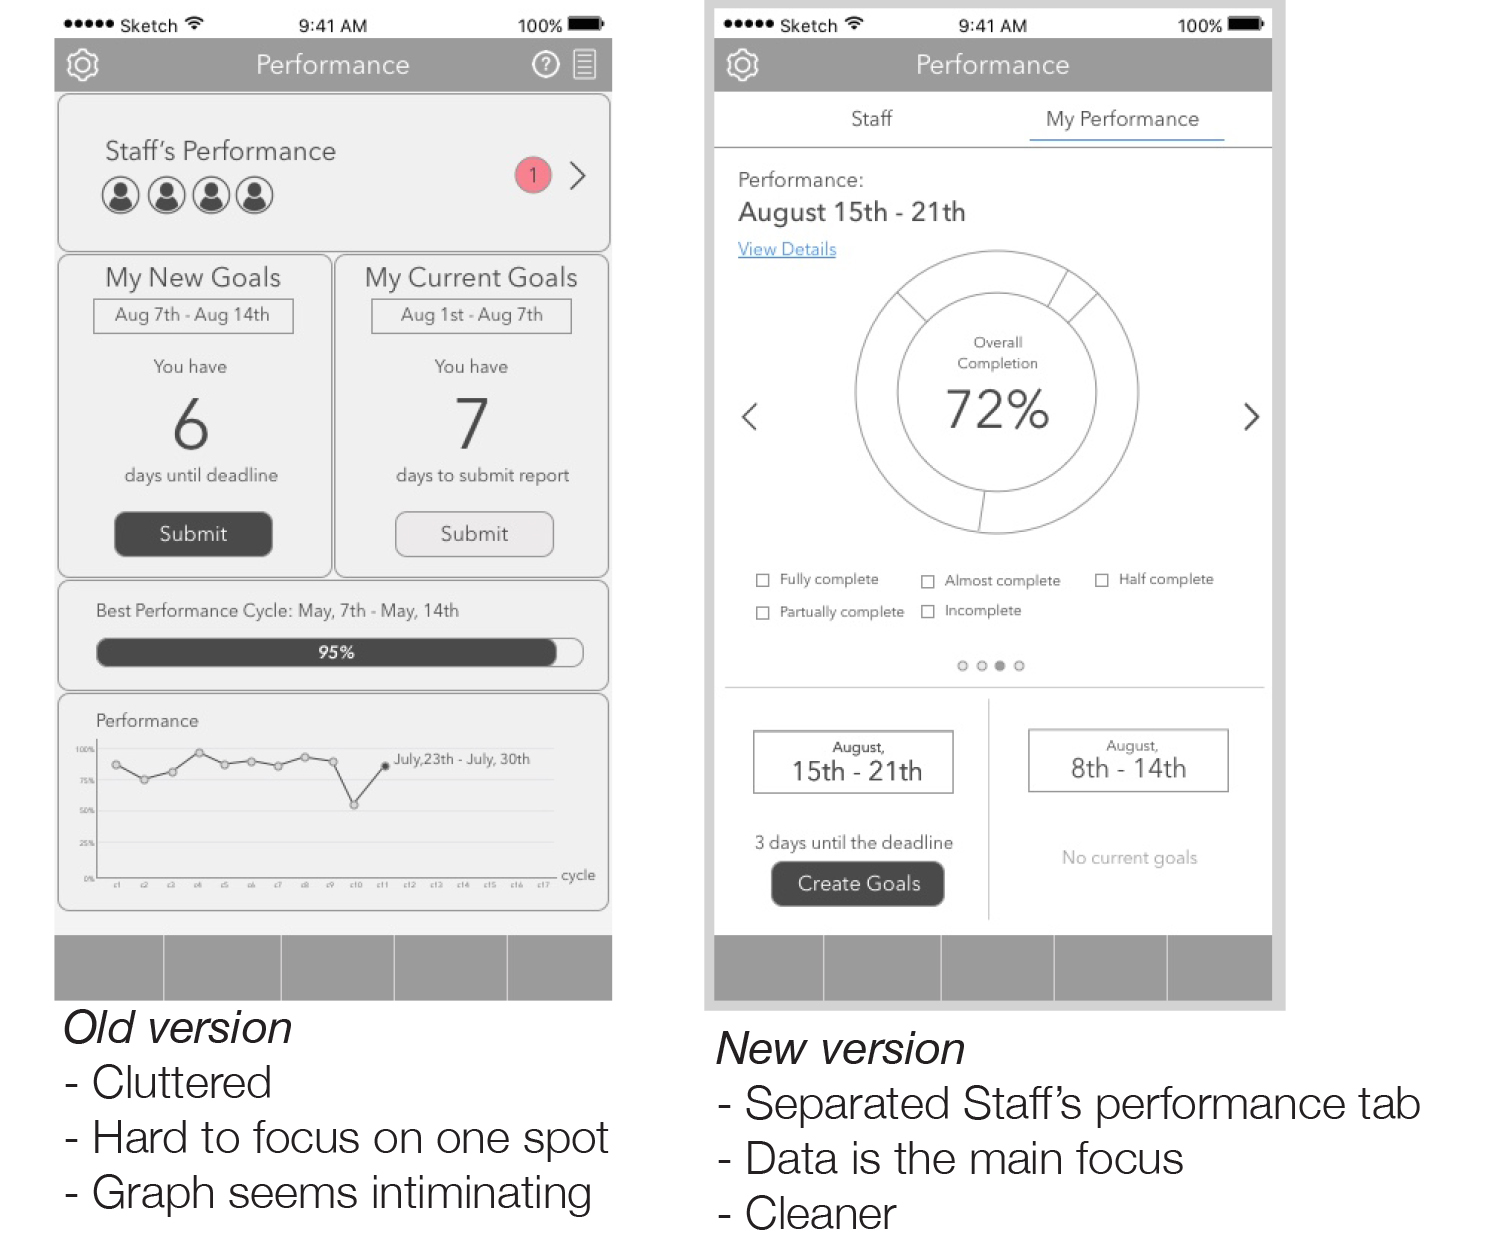 Sketch 9:41 AM 100%
Performance ?
Staff's Performance
1
My New Goals
Aug 7th - Aug 14th
You have
6
days until deadline
Submit
My Current Goals
Aug 1st - Aug 7th
You have
7
days to submit report
Submit
Best Performance Cycle: May, 7th - May, 14th
95%
Performance
100%
75%
50%
25%
0%
July,23th - July, 30th
c1 c2 c3 c4 c5 c6 c7 c8 c9 c10 c11 c12 c13 c14 c15 c16 c17
cycle
Old version
- Cluttered
- Hard to focus on one spot
- Graph seems intiminating
Sketch 9:41 AM 100%
Performance
Staff My Performance
Performance:
August 15th - 21th
View Details
Overall
Completion
72%
Fully complete Almost complete Half complete
Partually complete Incomplete
August,
15th - 21th
3 days until the deadline
Create Goals
August,
8th - 14th
No current goals
New version
- Separated Staff's performance tab
- Data is the main focus
- Cleaner